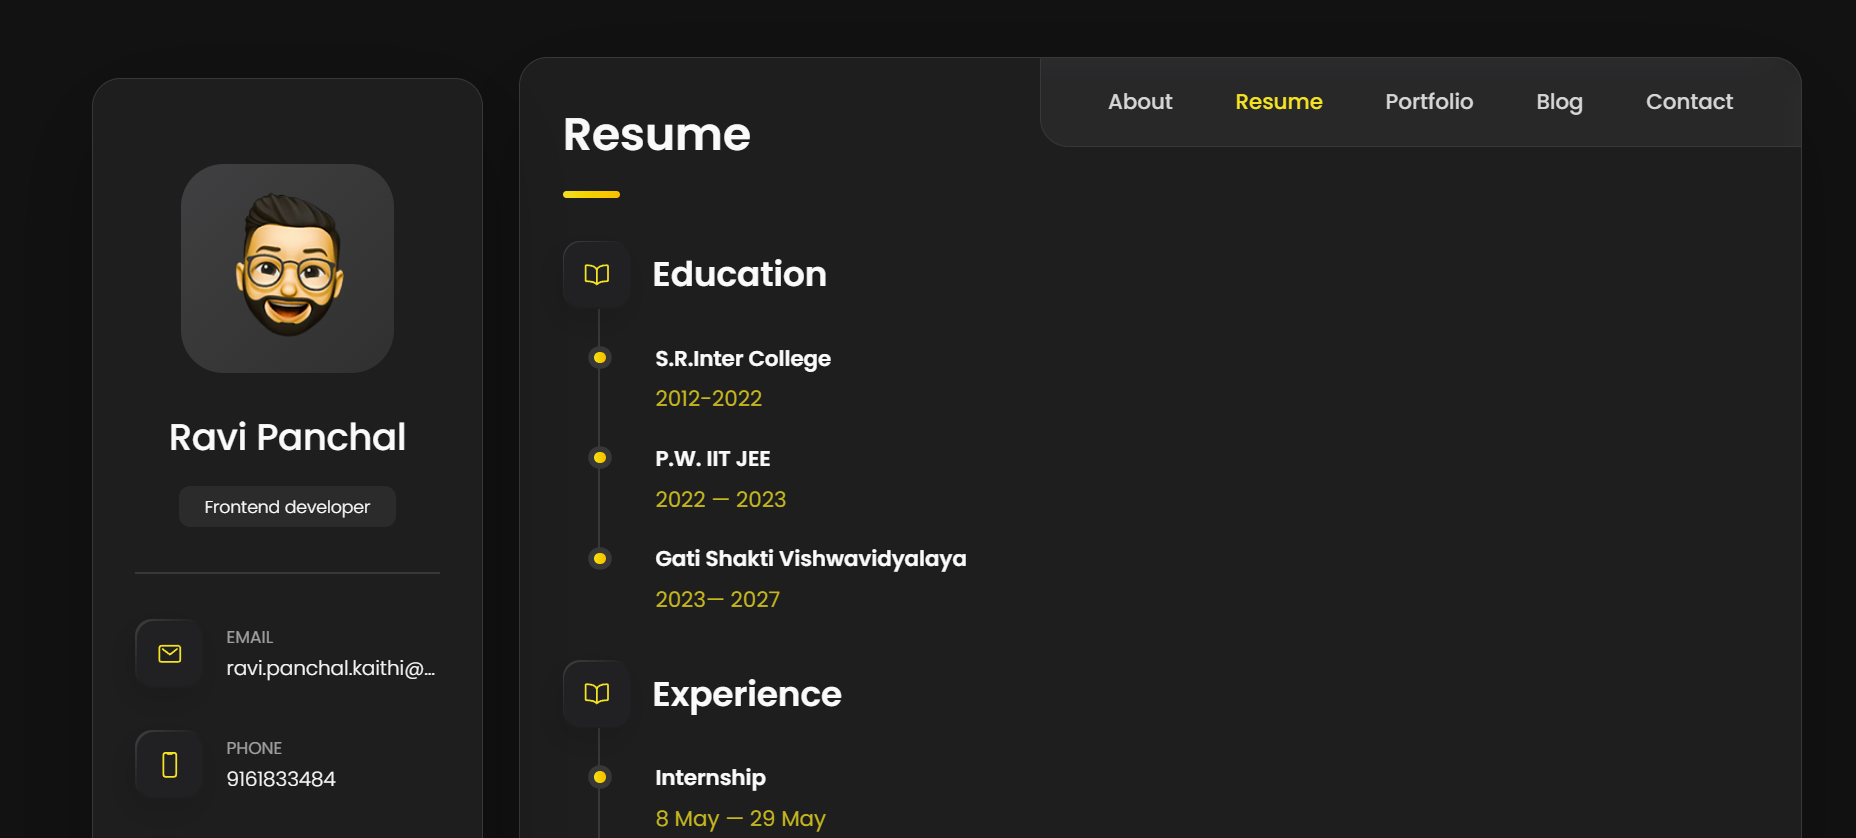 Ravi Panchal
Frontend developer
EMAIL
ravi.panchal.kaithi@...
PHONE
9161833484
About Resume Portfolio Blog Contact
Resume
Education
S.R.Inter College
2012-2022
P.W. IIT JEE
2022 — 2023
Gati Shakti Vishwavidyalaya
2023— 2027
Experience
Internship
8 May — 29 May